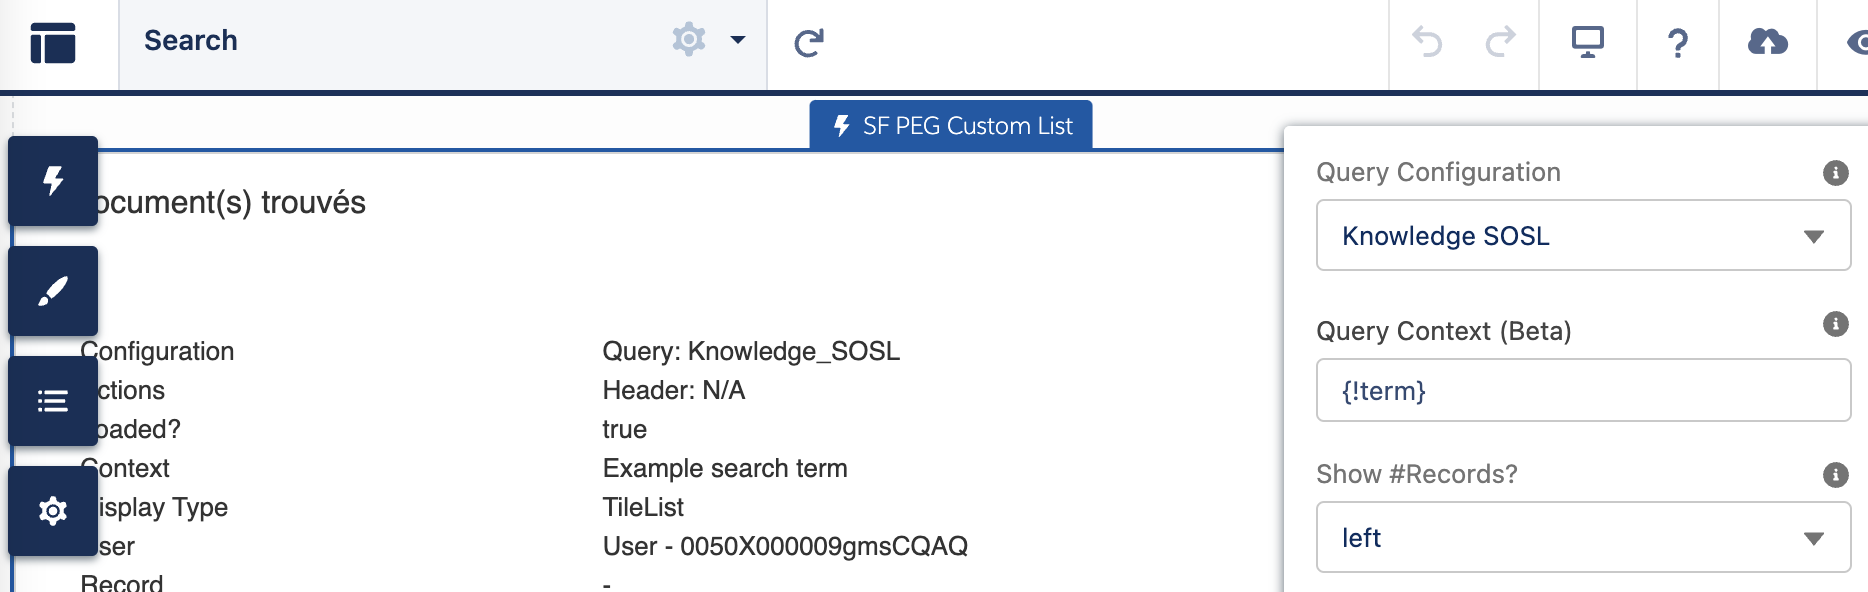 Search
SF PEG Custom List
ocument(s) trouvés
Configuration
Query: Knowledge_SOSL
ctions
Header: N/A
oaded?
true
Context
Example search term
isplay Type
TileList
ser
User - 0050X000009gmsCQAQ
Record
-
Query Configuration
Knowledge SOSL
Query Context (Beta)
{!term}
Show #Records?
left